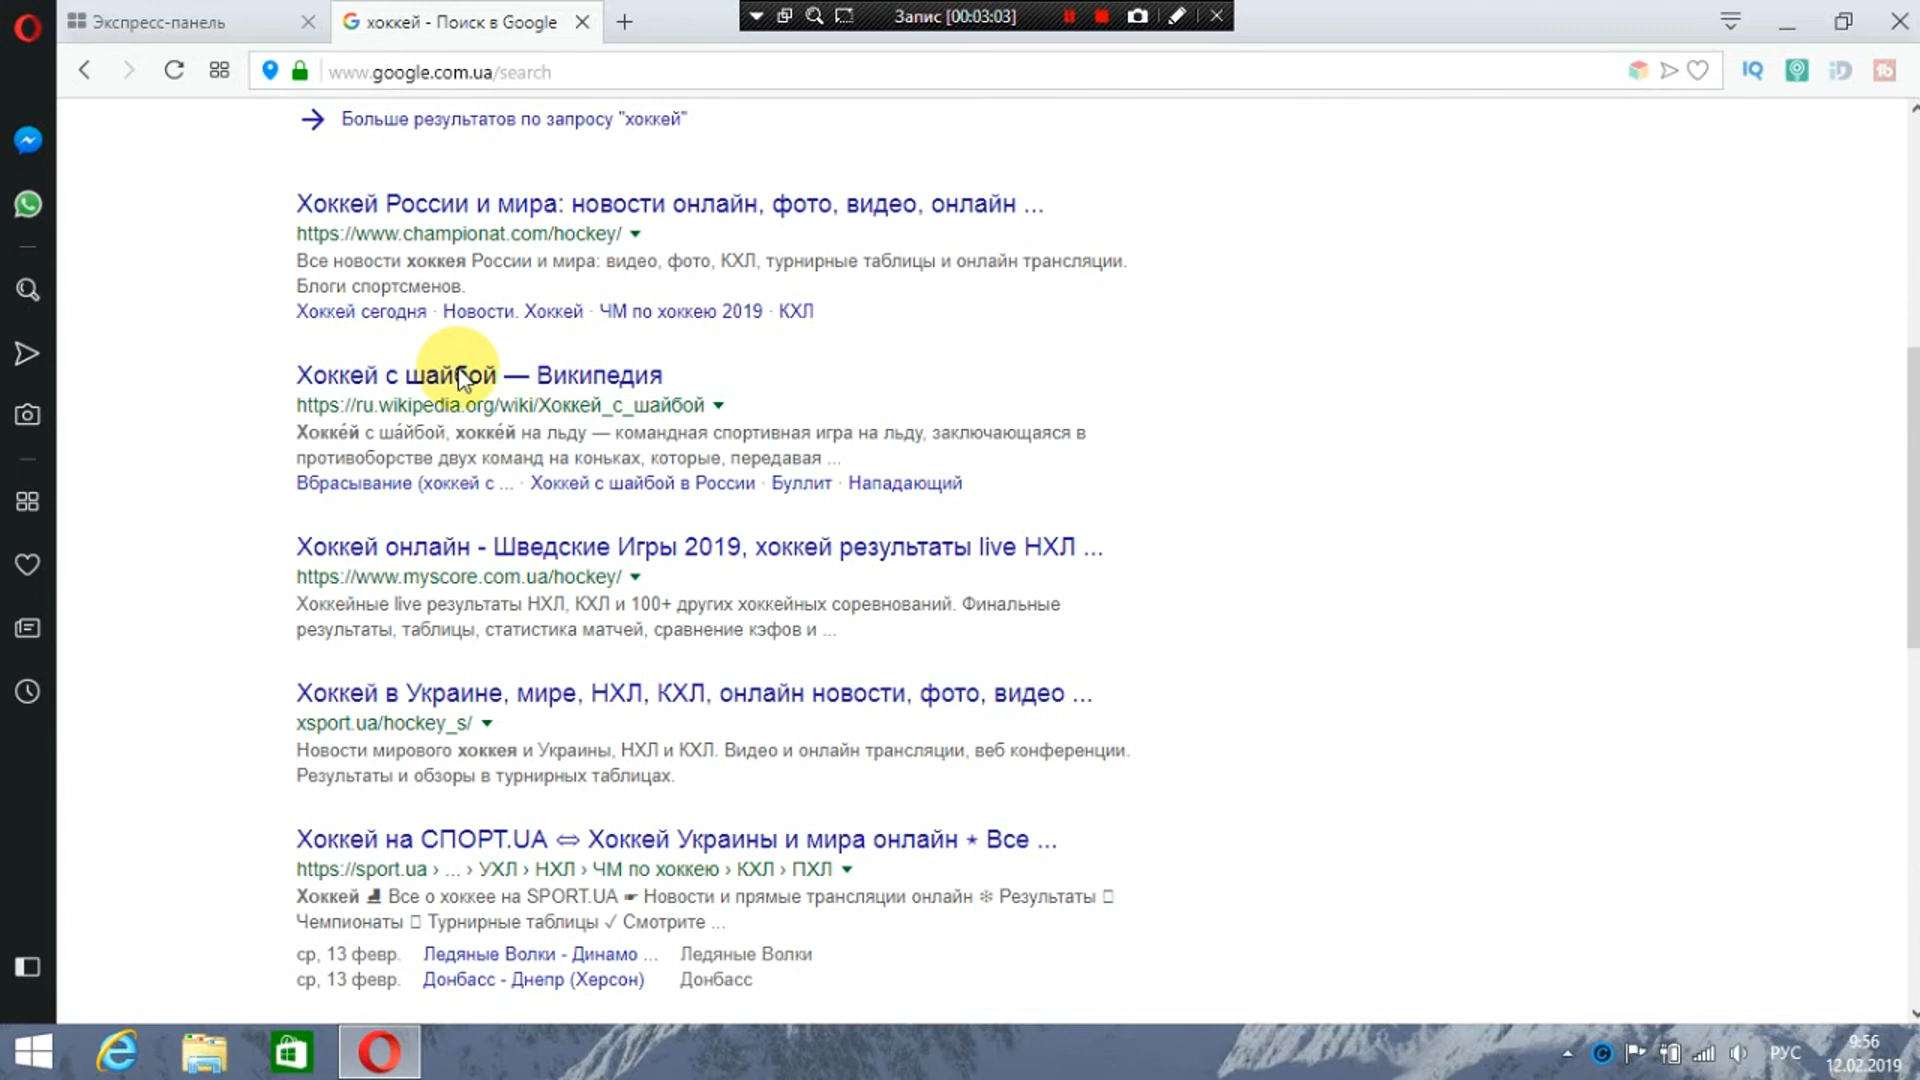 Экспресс-панель
хоккей - Поиск в Google
Запис [00:03:03]
www.google.com.ua/search
Больше результатов по запросу "хоккей"
Хоккей России и мира: новости онлайн, фото, видео, онлайн ...
https://www.championat.com/hockey/
Все новости хоккея России и мира: видео, фото, КХЛ, турнирные таблицы и онлайн трансляции.
Блоги спортсменов.
Хоккей сегодня · Новости. Хоккей · ЧМ по хоккею 2019 · КХЛ
Хоккей с шайбой — Википедия
https://ru.wikipedia.org/wiki/Хоккей_с_шайбой
Хокке́й с ша́йбой, хокке́й на льду — командная спортивная игра на льду, заключающаяся в
противоборстве двух команд на коньках, которые, передавая ...
Вбрасывание (хоккей с ... · Хоккей с шайбой в России · Буллит · Нападающий
Хоккей онлайн - Шведские Игры 2019, хоккей результаты live НХЛ ...
https://www.myscore.com.ua/hockey/
Хоккейные live результаты НХЛ, КХЛ и 100+ других хоккейных соревнований. Финальные
результаты, таблицы, статистика матчей, сравнение кэфов и ...
Хоккей в Украине, мире, НХЛ, КХЛ, онлайн новости, фото, видео ...
xsport.ua/hockey_s/
Новости мирового хоккея и Украины, НХЛ и КХЛ. Видео и онлайн трансляции, веб конференции.
Результаты и обзоры в турнирных таблицах.
Хоккей на СПОРТ.UA ⇔ Хоккей Украины и мира онлайн ⋆ Все ...
https://sport.ua › ... › УХЛ › НХЛ › ЧМ по хоккею › КХЛ › ПХЛ
Хоккей ⛸ Все о хоккее на SPORT.UA ☛ Новости и прямые трансляции онлайн ❄ Результаты
Чемпионаты Турнирные таблицы ✓ Смотрите ...
ср, 13 февр. Ледяные Волки - Динамо ... Ледяные Волки
ср, 13 февр. Донбасс - Днепр (Херсон) Донбасс
РУС
9:56
12.02.2019